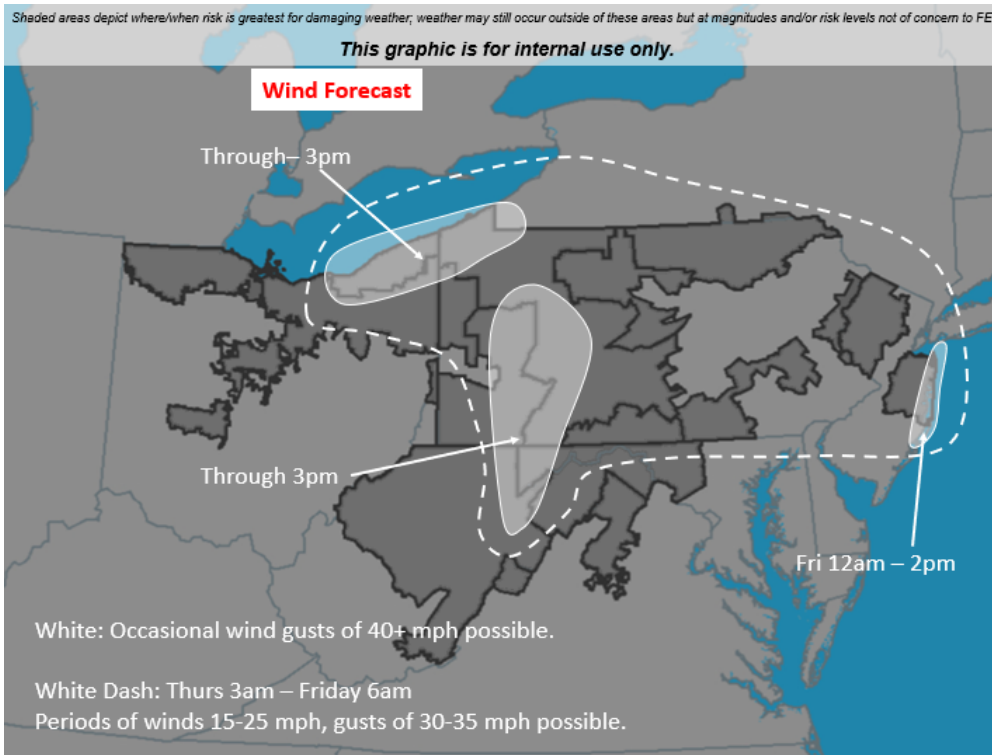 Shaded areas depict where/when risk is greatest for damaging weather; weather may still occur outside of these areas but at magnitudes and/or risk levels not of concern to FE
This graphic is for internal use only.
Wind Forecast
Through– 3pm
Through 3pm
Fri 12am – 2pm
White: Occasional wind gusts of 40+ mph possible.
White Dash: Thurs 3am – Friday 6am
Periods of winds 15-25 mph, gusts of 30-35 mph possible.